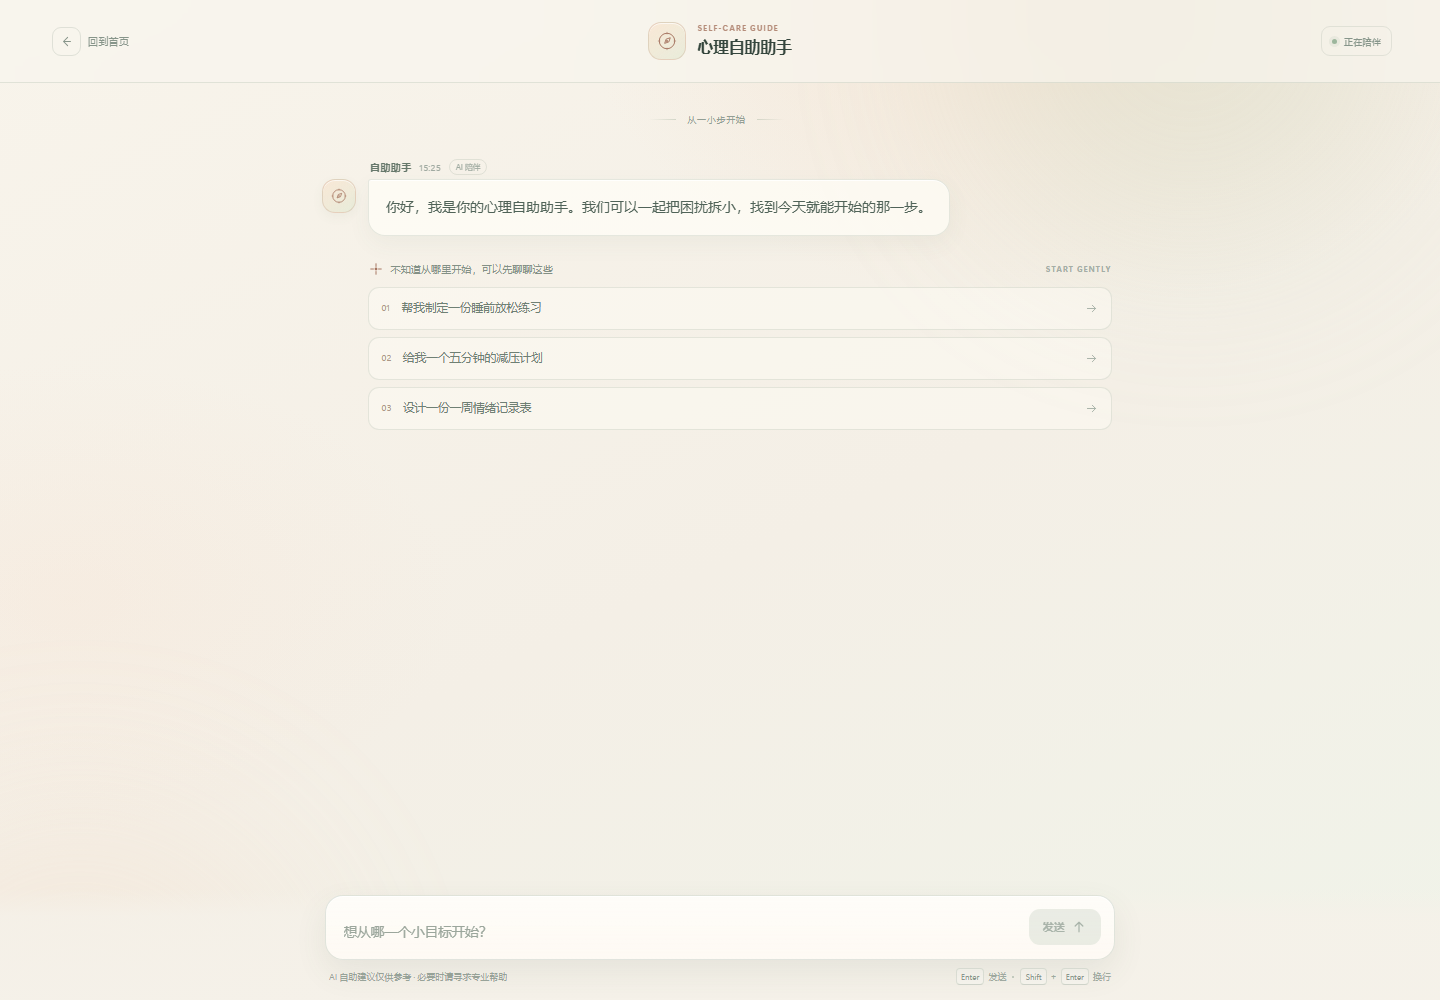 回到首页
SELF-CARE GUIDE
心理自助助手
正在陪伴
从一小步开始
自助助手 15:25 AI 陪伴
你好，我是你的心理自助助手。我们可以一起把困扰拆小，找到今天就能开始的那一步。
不知道从哪里开始，可以先聊聊这些 START GENTLY
01 帮我制定一份睡前放松练习
02 给我一个五分钟的减压计划
03 设计一份一周情绪记录表
想从哪一个小目标开始？
发送
AI 自助建议仅供参考 · 必要时请寻求专业帮助
Enter 发送 · Shift + Enter 换行